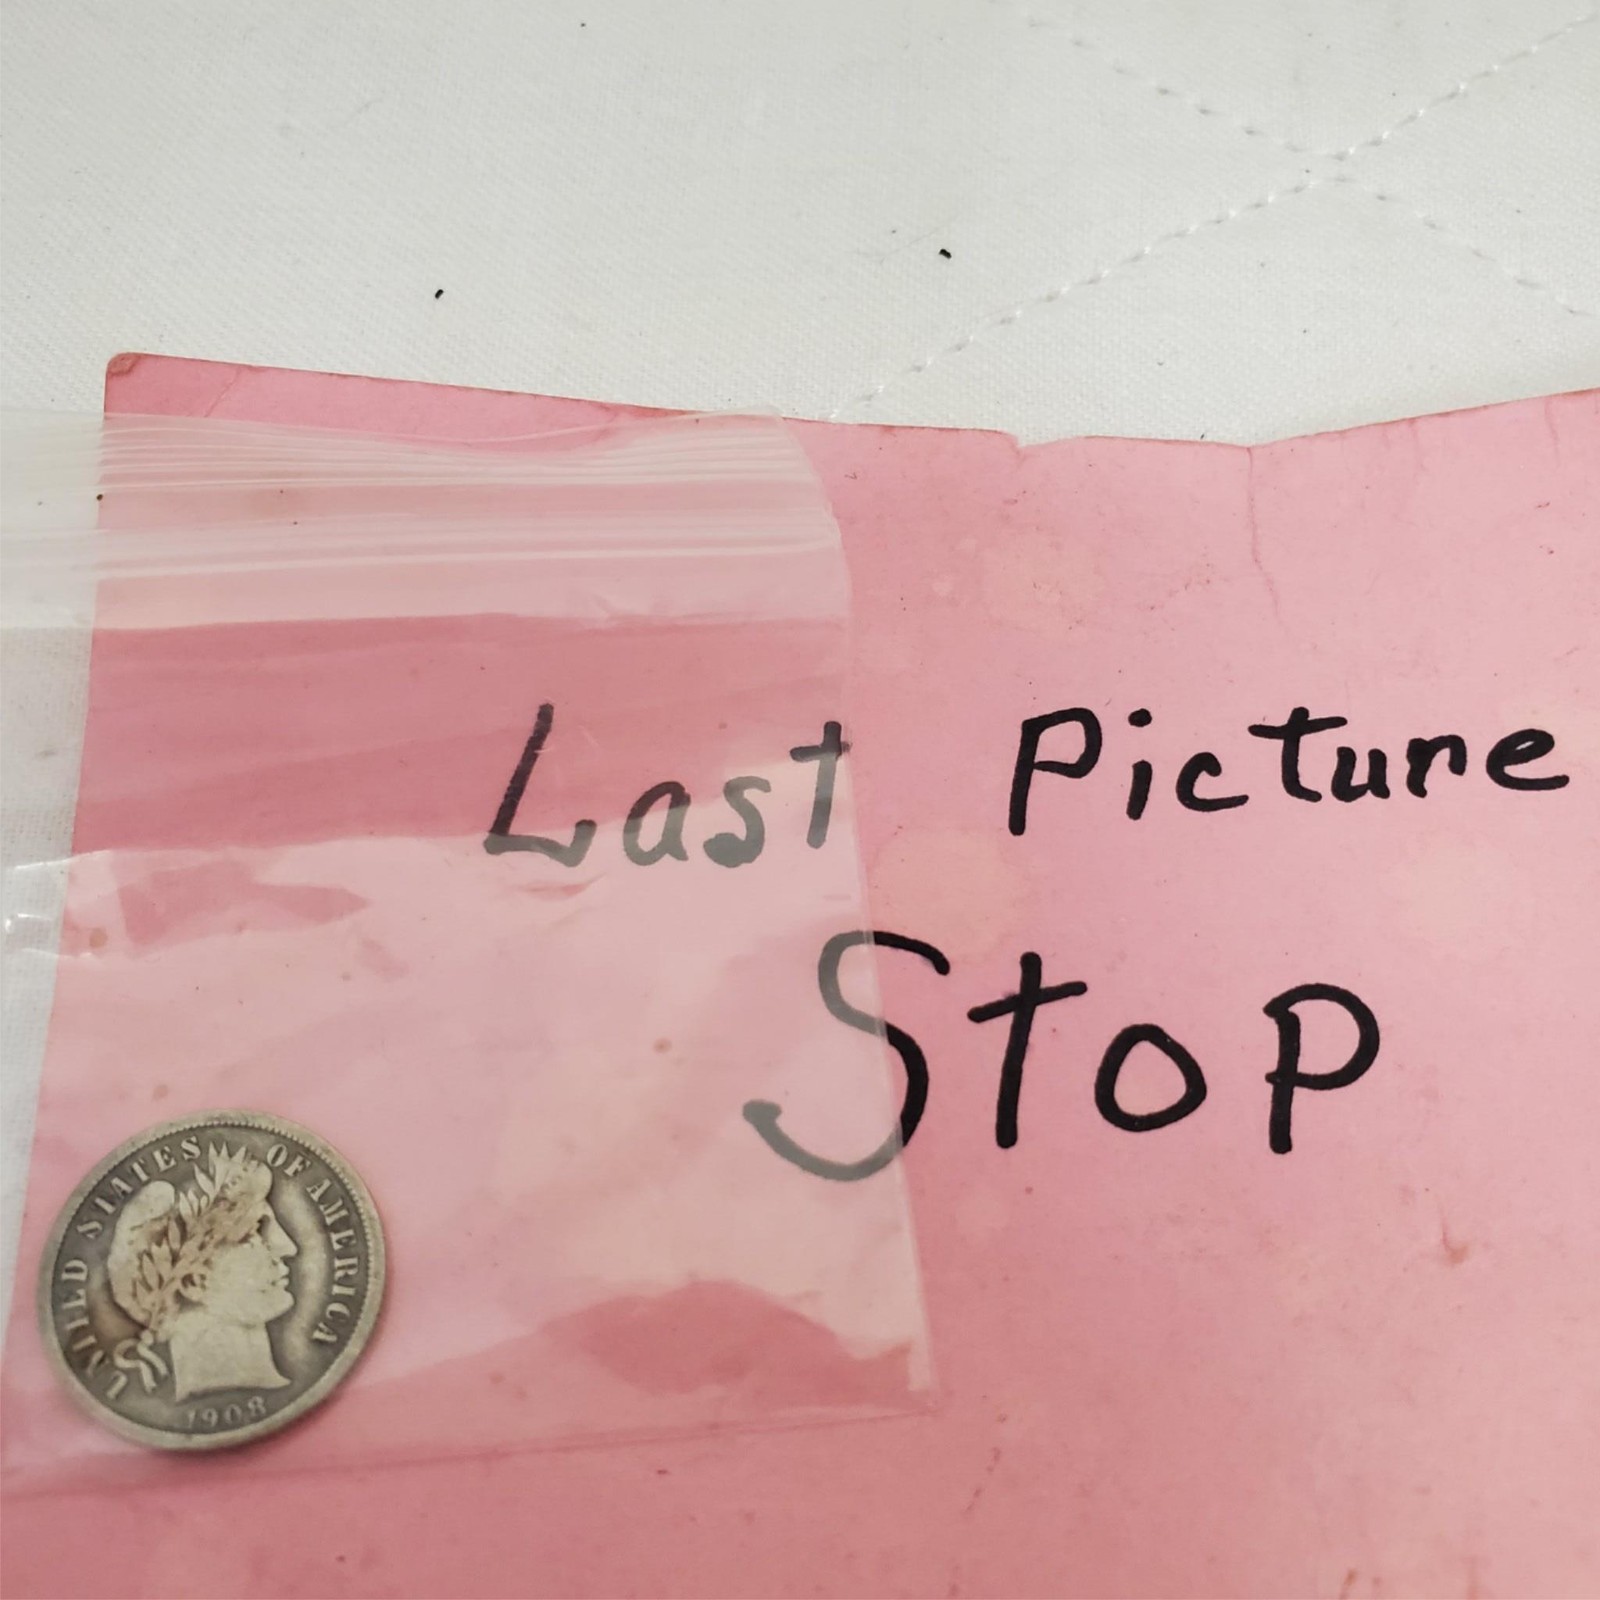 Last Picture
Stop
UNITED STATES OF AMERICA
1908